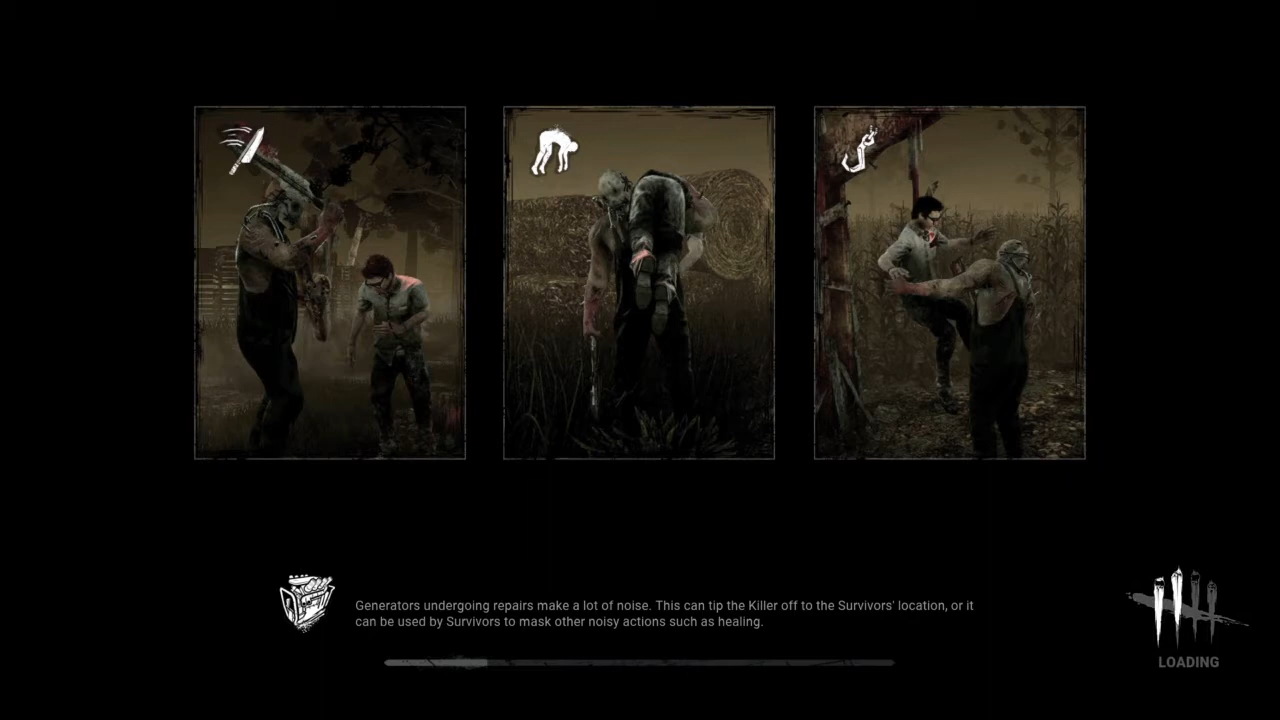 Generators undergoing repairs make a lot of noise. This can tip the Killer off to the Survivors' location, or it
can be used by Survivors to mask other noisy actions such as healing.
LOADING